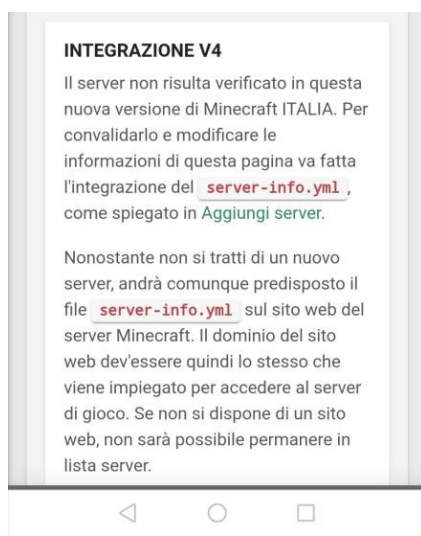 INTEGRAZIONE V4
Il server non risulta verificato in questa
nuova versione di Minecraft ITALIA. Per
convalidarlo e modificare le
informazioni di questa pagina va fatta
l'integrazione del server-info.yml ,
come spiegato in Aggiungi server.
Nonostante non si tratti di un nuovo
server, andrà comunque predisposto il
file server-info.yml sul sito web del
server Minecraft. Il dominio del sito
web dev'essere quindi lo stesso che
viene impiegato per accedere al server
di gioco. Se non si dispone di un sito
web, non sarà possibile permanere in
lista server.